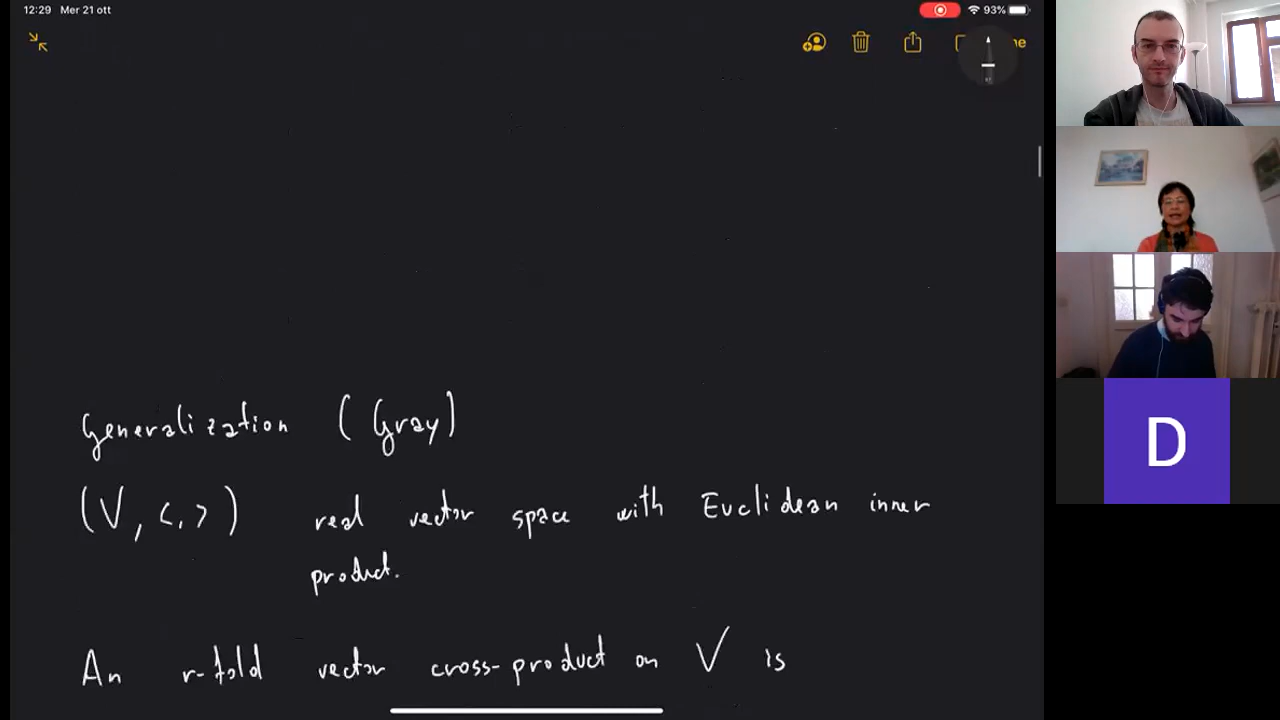 12:29 Mer 21 ott
93%
Generalization (Gray)
(V, <,>) real vector space with Euclidean inner
product.
An r-fold vector cross-product on V is
D